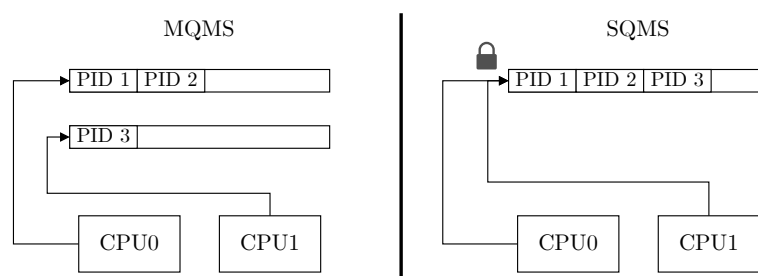 MQMS
PID 1 PID 2
PID 3
CPU0 CPU1
SQMS
PID 1 PID 2 PID 3
CPU0 CPU1